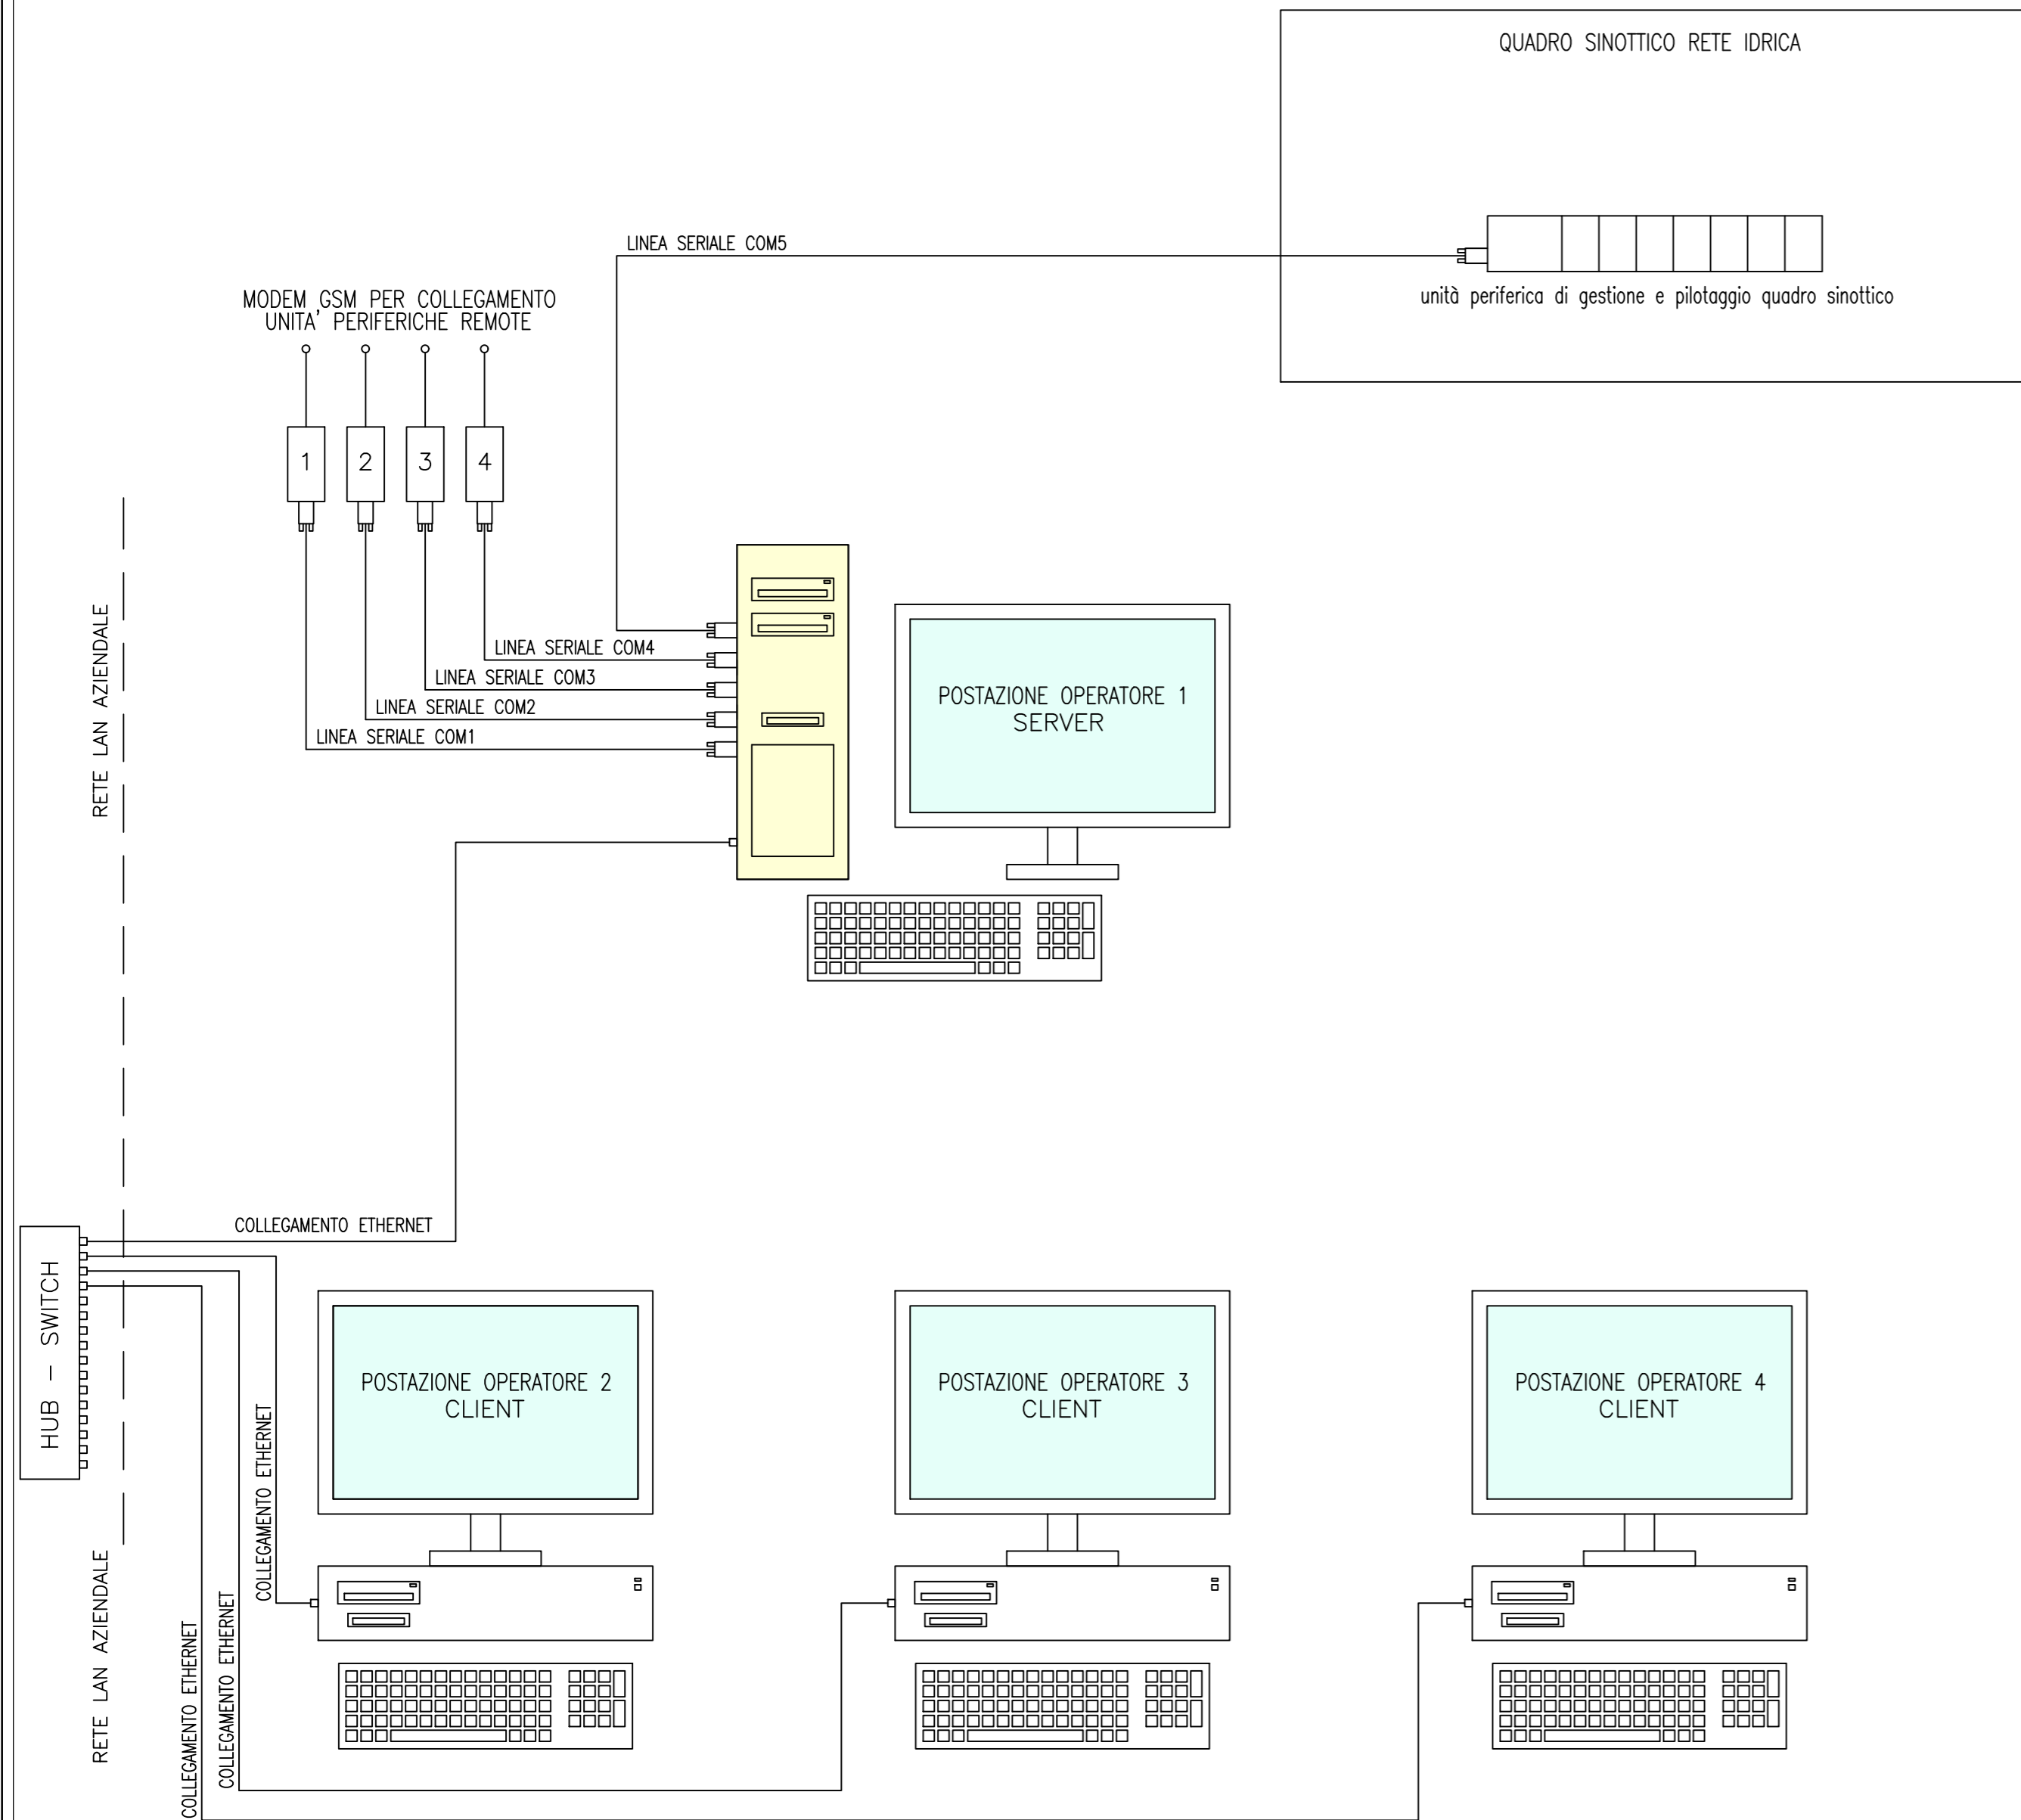 QUADRO SINOTTICO RETE IDRICA
LINEA SERIALE COM5
unità periferica di gestione e pilotaggio quadro sinottico
MODEM GSM PER COLLEGAMENTO
UNITA' PERIFERICHE REMOTE
1
2
3
4
RETE LAN AZIENDALE
LINEA SERIALE COM4
LINEA SERIALE COM3
LINEA SERIALE COM2
LINEA SERIALE COM1
POSTAZIONE OPERATORE 1
SERVER
COLLEGAMENTO ETHERNET
HUB - SWITCH
POSTAZIONE OPERATORE 2
CLIENT
POSTAZIONE OPERATORE 3
CLIENT
POSTAZIONE OPERATORE 4
CLIENT
COLLEGAMENTO ETHERNET
COLLEGAMENTO ETHERNET
COLLEGAMENTO ETHERNET
RETE LAN AZIENDALE